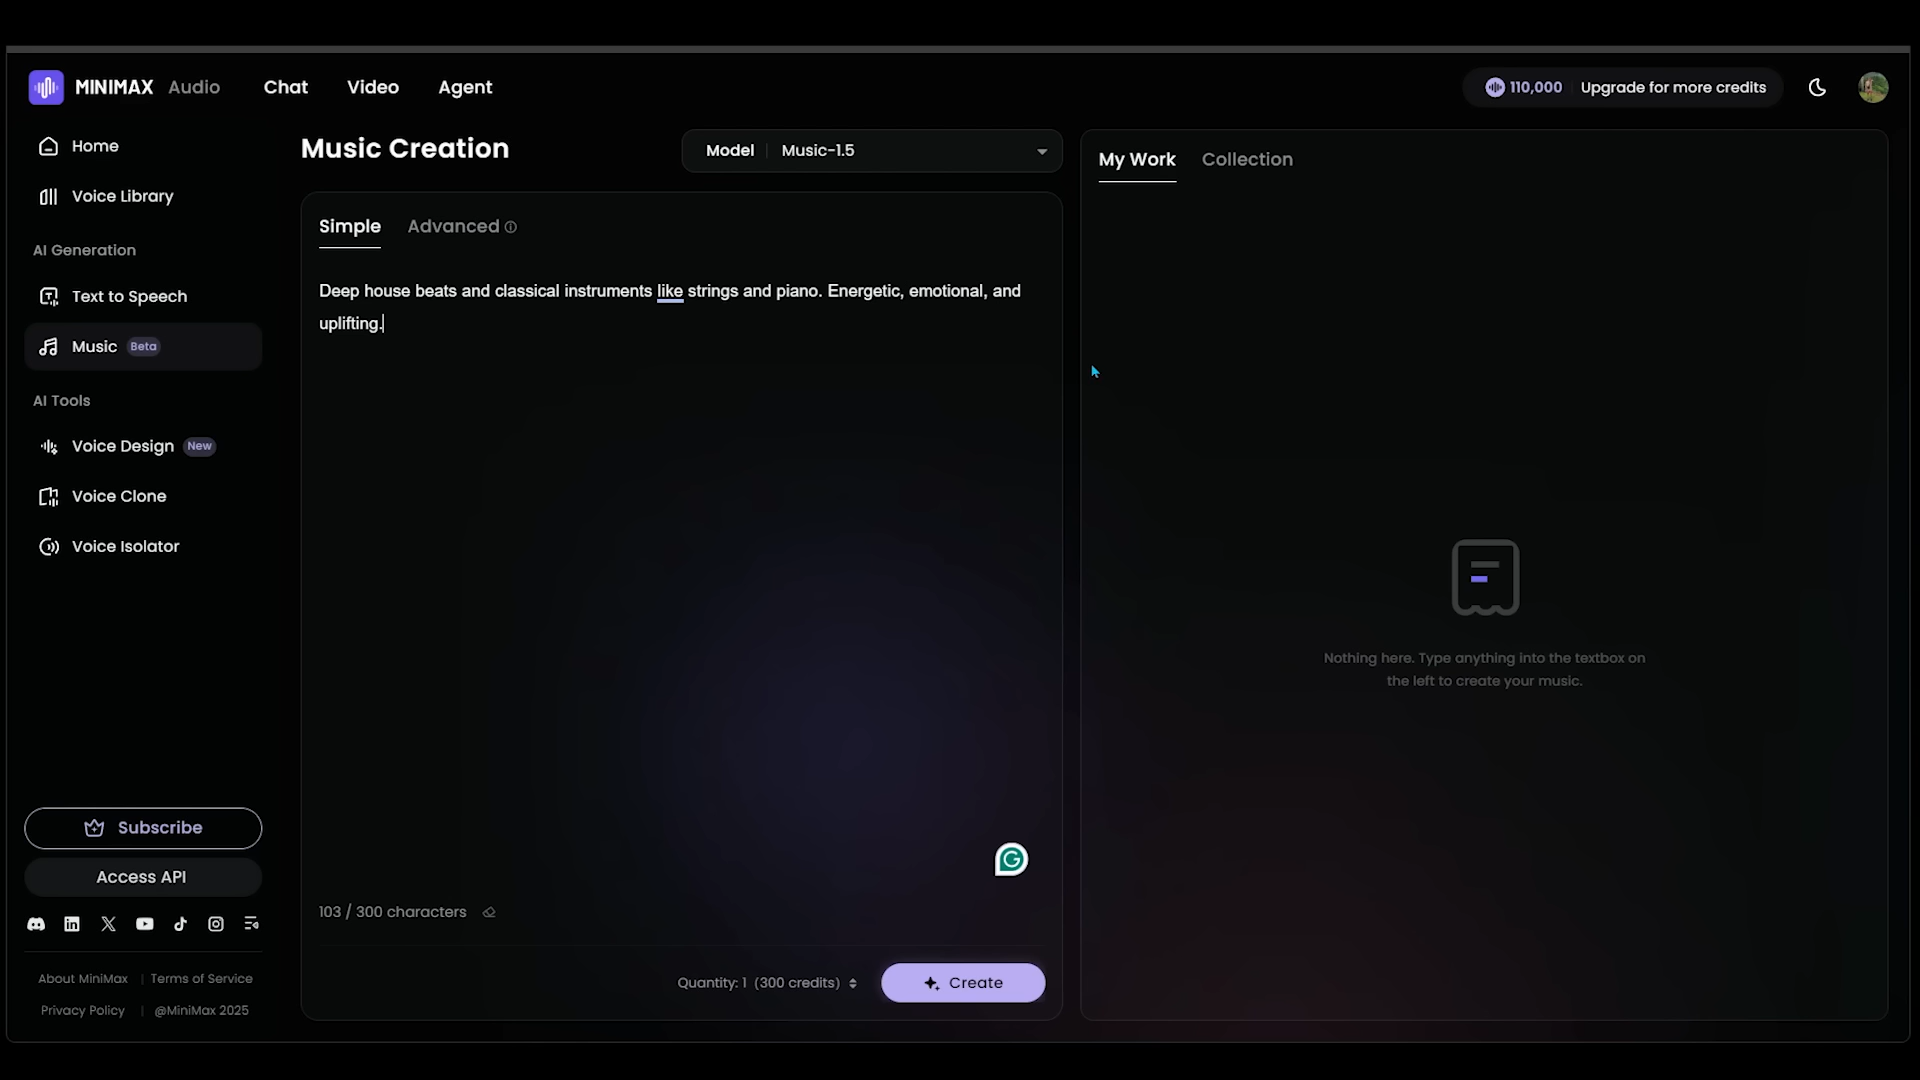 MINIMAX Audio
Chat
Video
Agent
110,000
Upgrade for more credits
Home
Voice Library
AI Generation
Text to Speech
Music Beta
AI Tools
Voice Design New
Voice Clone
Voice Isolator
Subscribe
Access API
About MiniMax | Terms of Service
Privacy Policy | @MiniMax 2025
Music Creation
Model | Music-1.5
Simple
Advanced
Deep house beats and classical instruments like strings and piano. Energetic, emotional, and
uplifting.
103 / 300 characters
Quantity: 1 (300 credits)
Create
My Work
Collection
Nothing here. Type anything into the textbox on
the left to create your music.